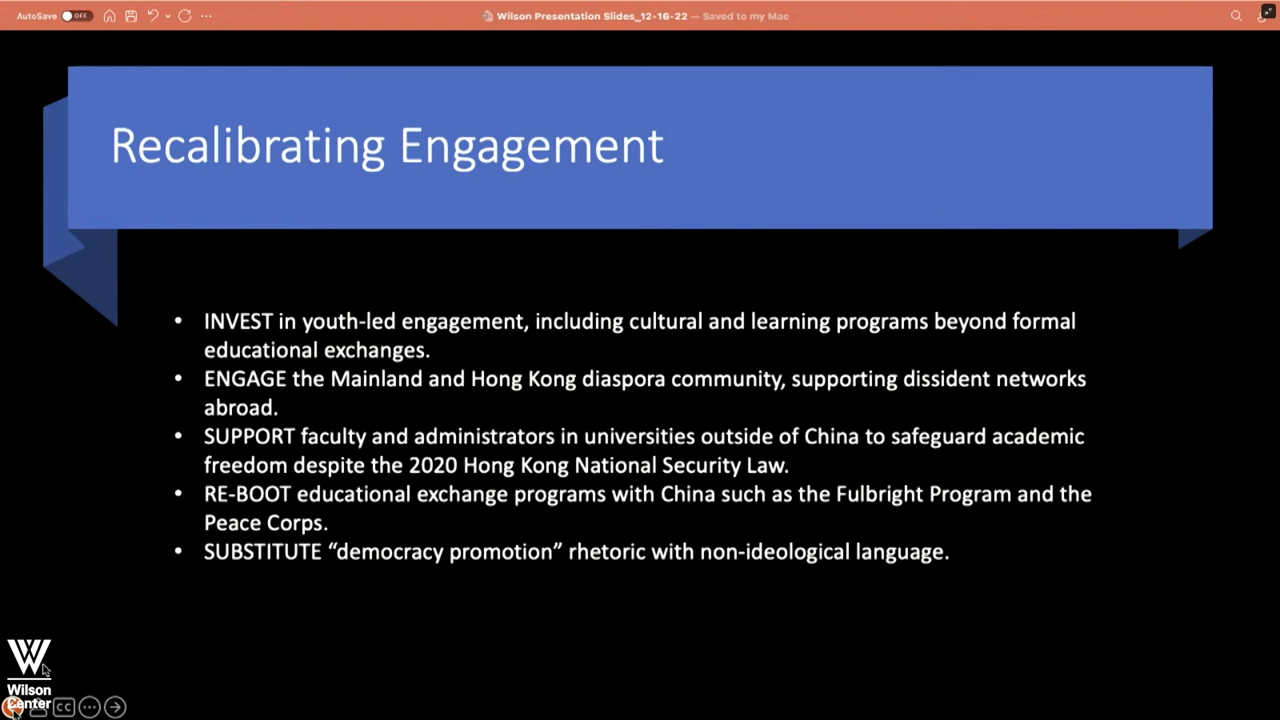 AutoSave OFF
Wilson Presentation Slides_12-16-22 — Saved to my Mac
Recalibrating Engagement
• INVEST in youth-led engagement, including cultural and learning programs beyond formal
educational exchanges.
• ENGAGE the Mainland and Hong Kong diaspora community, supporting dissident networks
abroad.
• SUPPORT faculty and administrators in universities outside of China to safeguard academic
freedom despite the 2020 Hong Kong National Security Law.
• RE-BOOT educational exchange programs with China such as the Fulbright Program and the
Peace Corps.
• SUBSTITUTE “democracy promotion” rhetoric with non-ideological language.
Wilson
Center
CC